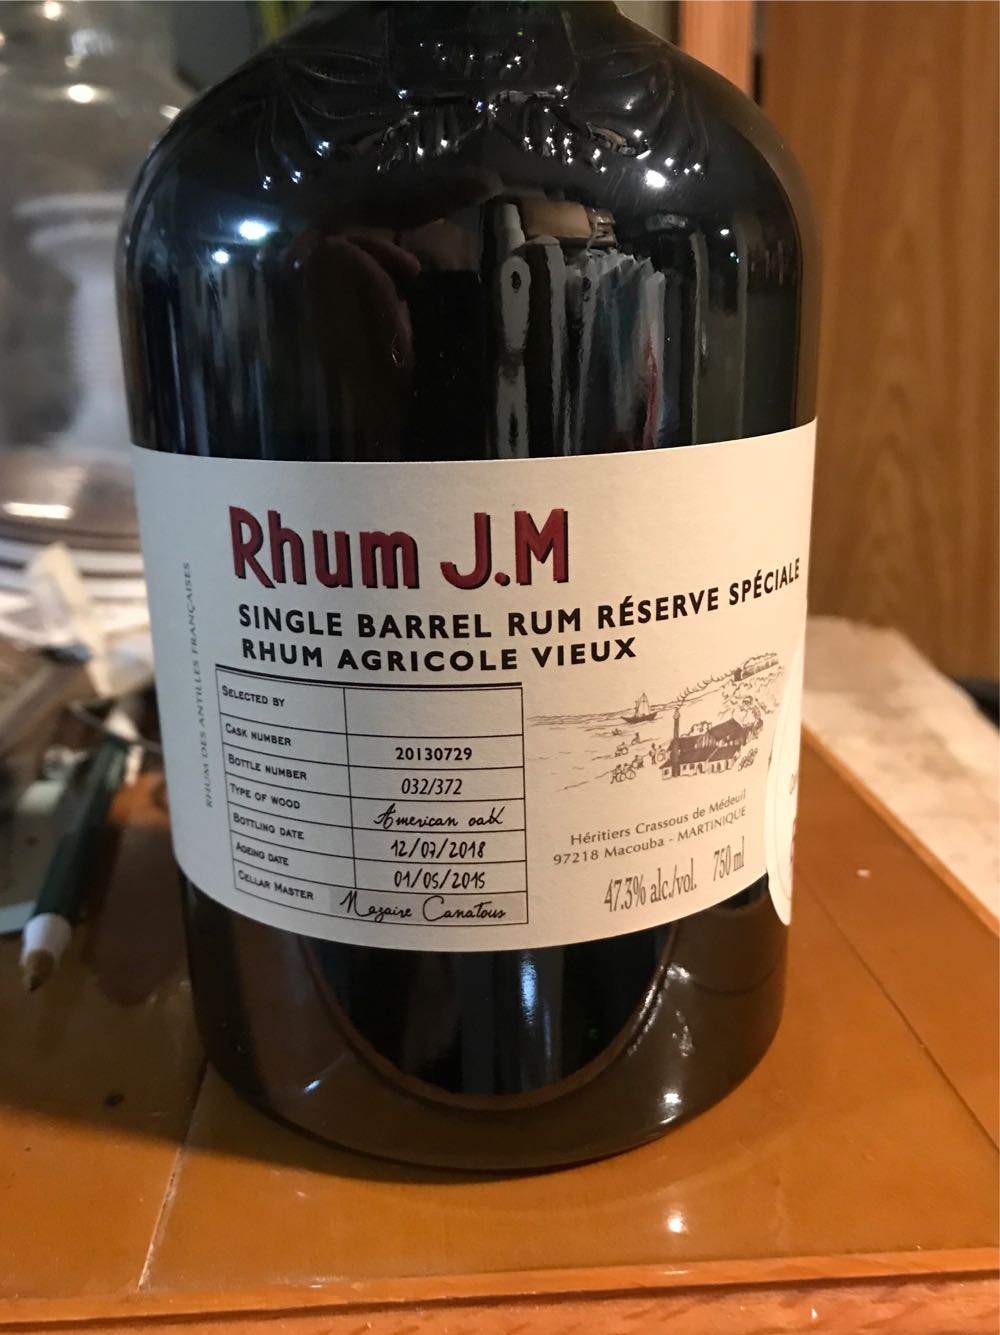 RHUM DES ANTILLES FRANÇAISES
Rhum J.M
SINGLE BARREL RUM RÉSERVE SPÉCIALE
RHUM AGRICOLE VIEUX
SELECTED BY
CASK NUMBER 20130729
BOTTLE NUMBER 032/372
TYPE OF WOOD American oak
BOTTLING DATE 12/07/2018
AGEING DATE 01/05/2015
CELLAR MASTER Nazaire Canatous
Héritiers Crassous de Médeuil
97218 Macouba - MARTINIQUE
47.3% alc./vol. 750 ml